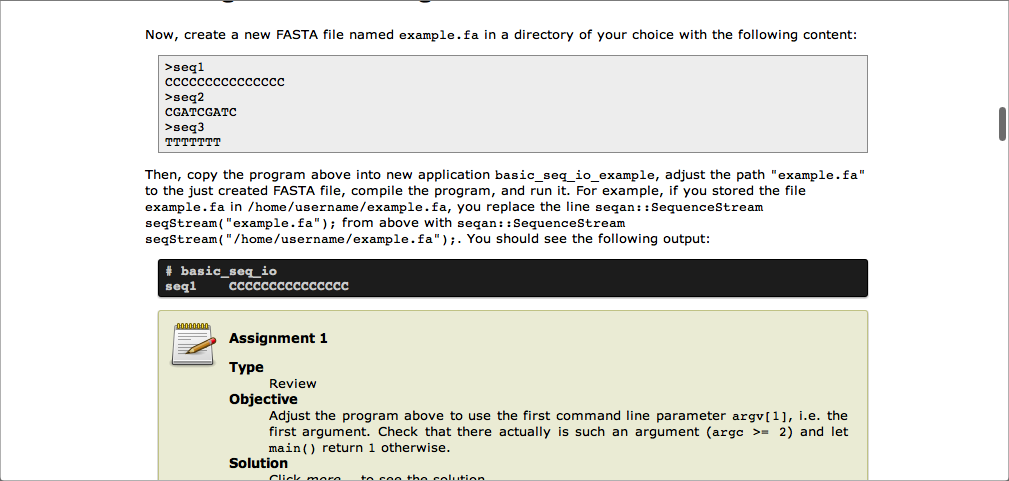 Now, create a new FASTA file named example.fa in a directory of your choice with the following content:
>seq1
CCCCCCCCCCCCCCC
>seq2
CGATCGATC
>seq3
TTTTTTT
Then, copy the program above into new application basic_seq_io_example, adjust the path "example.fa"
to the just created FASTA file, compile the program, and run it. For example, if you stored the file
example.fa in /home/username/example.fa, you replace the line seqan::SequenceStream
seqStream("example.fa"); from above with seqan::SequenceStream
seqStream("/home/username/example.fa");. You should see the following output:
# basic_seq_io
seq1    CCCCCCCCCCCCCCC
Assignment 1
Type
Review
Objective
Adjust the program above to use the first command line parameter argv[1], i.e. the
first argument. Check that there actually is such an argument (argc >= 2) and let
main() return 1 otherwise.
Solution
Click more... to see the solution.